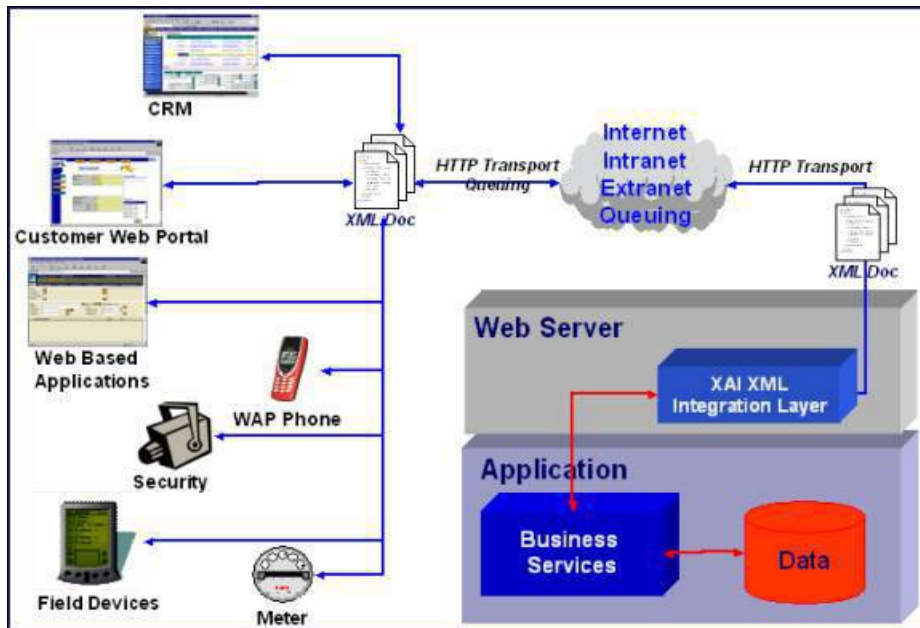 CRM
Customer Web Portal
Web Based
Applications
WAP Phone
Security
Field Devices
Meter
XML Doc
HTTP Transport
Queuing
Internet
Intranet
Extranet
Queuing
HTTP Transport
XML Doc
Web Server
XAI XML
Integration Layer
Application
Business
Services
Data